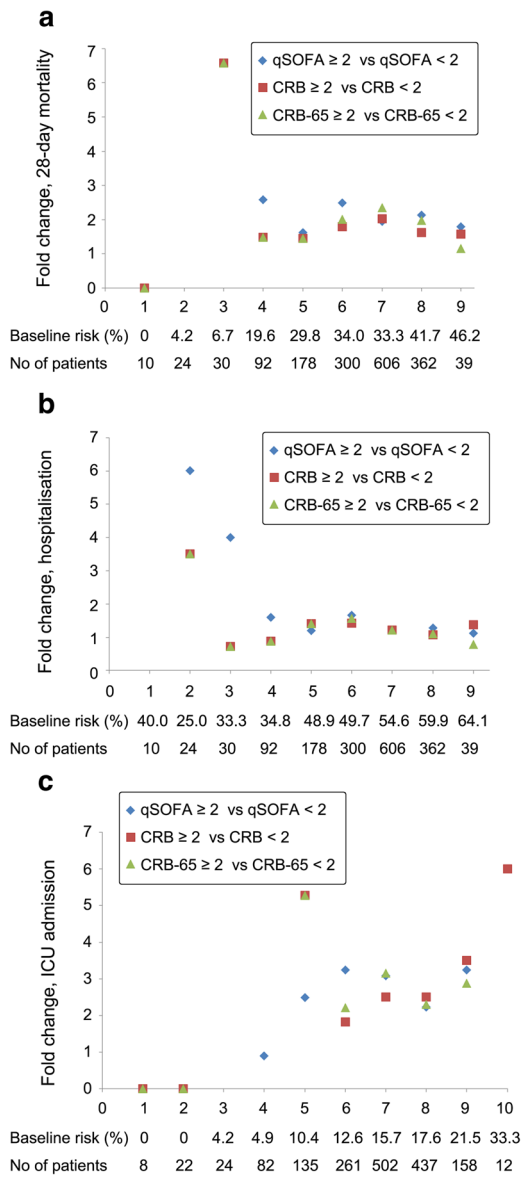 a
qSOFA ≥ 2 vs qSOFA < 2
CRB ≥ 2 vs CRB < 2
CRB-65 ≥ 2 vs CRB-65 < 2
Fold change, 28-day mortality
7
6
5
4
3
2
1
0
0 1 2 3 4 5 6 7 8 9
Baseline risk (%) 0 4.2 6.7 19.6 29.8 34.0 33.3 41.7 46.2
No of patients 10 24 30 92 178 300 606 362 39
b
qSOFA ≥ 2 vs qSOFA < 2
CRB ≥ 2 vs CRB < 2
CRB-65 ≥ 2 vs CRB-65 < 2
Fold change, hospitalisation
7
6
5
4
3
2
1
0
0 1 2 3 4 5 6 7 8 9
Baseline risk (%) 40.0 25.0 33.3 34.8 48.9 49.7 54.6 59.9 64.1
No of patients 10 24 30 92 178 300 606 362 39
c
qSOFA ≥ 2 vs qSOFA < 2
CRB ≥ 2 vs CRB < 2
CRB-65 ≥ 2 vs CRB-65 < 2
Fold change, ICU admission
7
6
5
4
3
2
1
0
0 1 2 3 4 5 6 7 8 9 10
Baseline risk (%) 0 0 4.2 4.9 10.4 12.6 15.7 17.6 21.5 33.3
No of patients 8 22 24 82 135 261 502 437 158 12